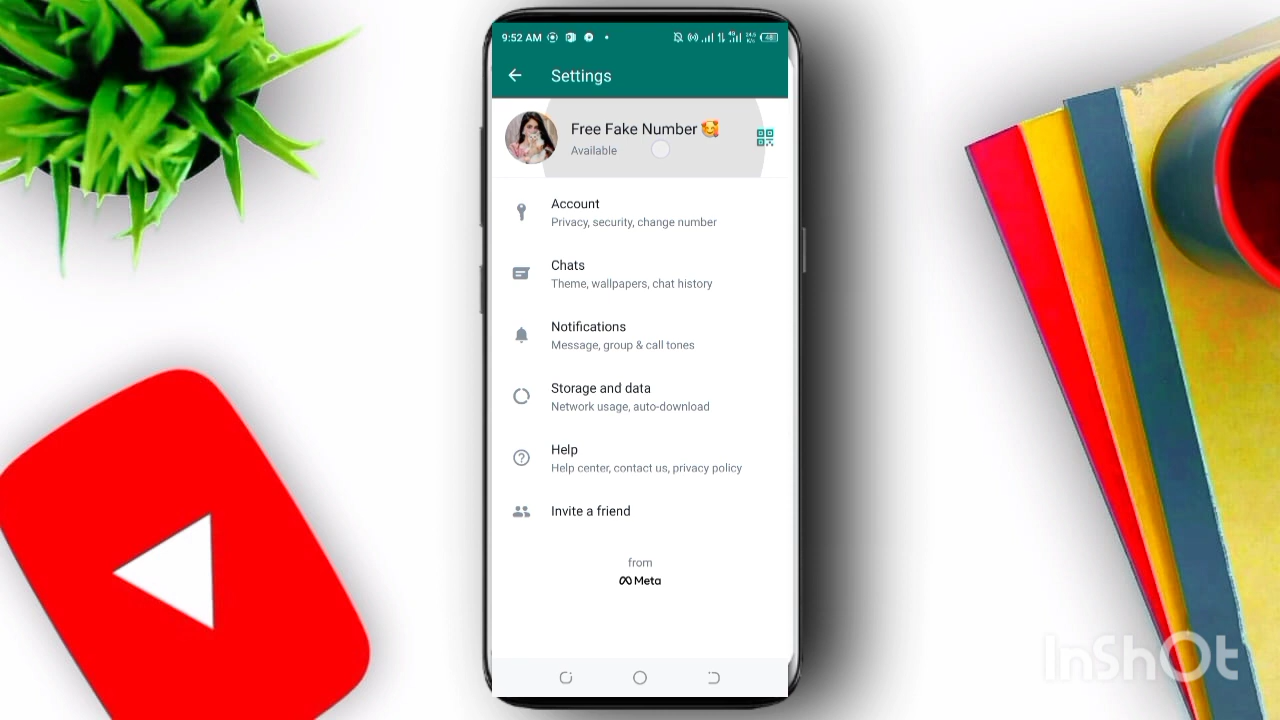 9:52 AM
Settings
Free Fake Number 🥰
Available
Account
Privacy, security, change number
Chats
Theme, wallpapers, chat history
Notifications
Message, group & call tones
Storage and data
Network usage, auto-download
Help
Help center, contact us, privacy policy
Invite a friend
from
Meta
InShOt